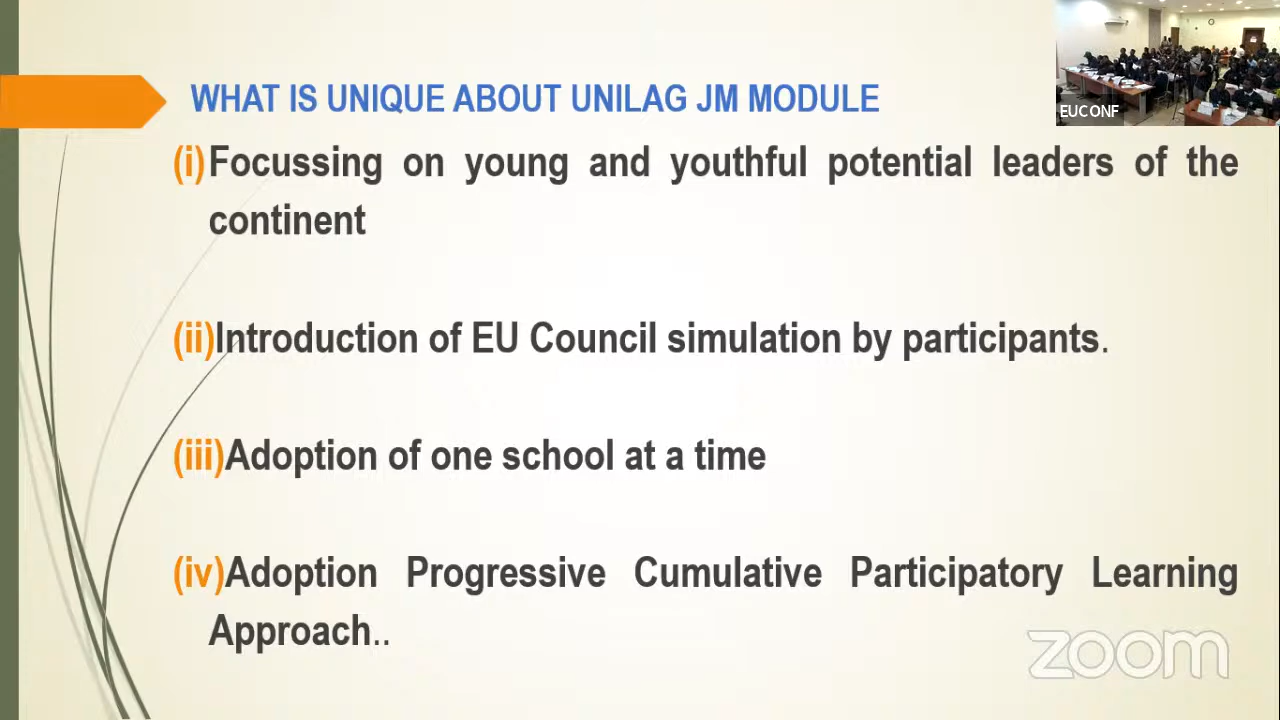 WHAT IS UNIQUE ABOUT UNILAG JM MODULE
EUCONF
(i) Focussing on young and youthful potential leaders of the
continent
(ii)Introduction of EU Council simulation by participants.
(iii)Adoption of one school at a time
(iv)Adoption Progressive Cumulative Participatory Learning
Approach..
zoom